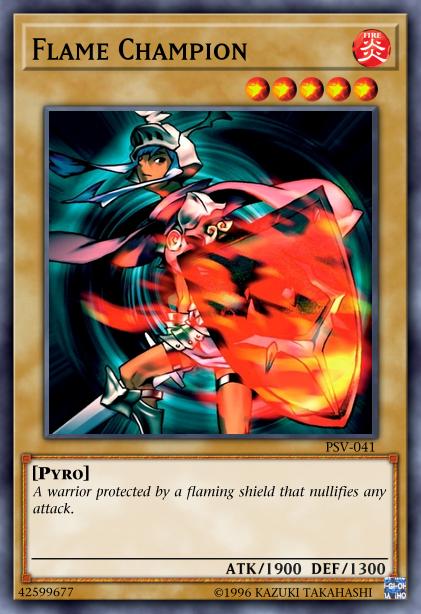 Flame Champion
FIRE
炎
PSV-041
[Pyro]
A warrior protected by a flaming shield that nullifies any
attack.
ATK/1900 DEF/1300
42599677
©1996 KAZUKI TAKAHASHI